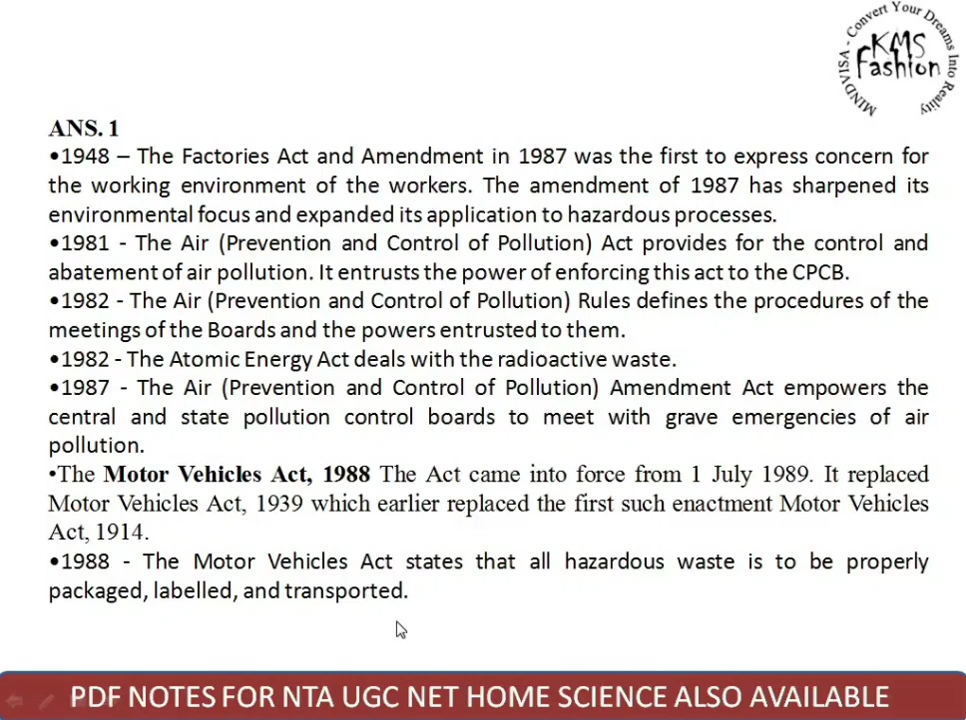 MINDVISA - Convert Your Dreams Into Reality
KMS
Fashion
ANS. 1
•1948 – The Factories Act and Amendment in 1987 was the first to express concern for
the working environment of the workers. The amendment of 1987 has sharpened its
environmental focus and expanded its application to hazardous processes.
•1981 - The Air (Prevention and Control of Pollution) Act provides for the control and
abatement of air pollution. It entrusts the power of enforcing this act to the CPCB.
•1982 - The Air (Prevention and Control of Pollution) Rules defines the procedures of the
meetings of the Boards and the powers entrusted to them.
•1982 - The Atomic Energy Act deals with the radioactive waste.
•1987 - The Air (Prevention and Control of Pollution) Amendment Act empowers the
central and state pollution control boards to meet with grave emergencies of air
pollution.
•The Motor Vehicles Act, 1988 The Act came into force from 1 July 1989. It replaced
Motor Vehicles Act, 1939 which earlier replaced the first such enactment Motor Vehicles
Act, 1914.
•1988 - The Motor Vehicles Act states that all hazardous waste is to be properly
packaged, labelled, and transported.
PDF NOTES FOR NTA UGC NET HOME SCIENCE ALSO AVAILABLE